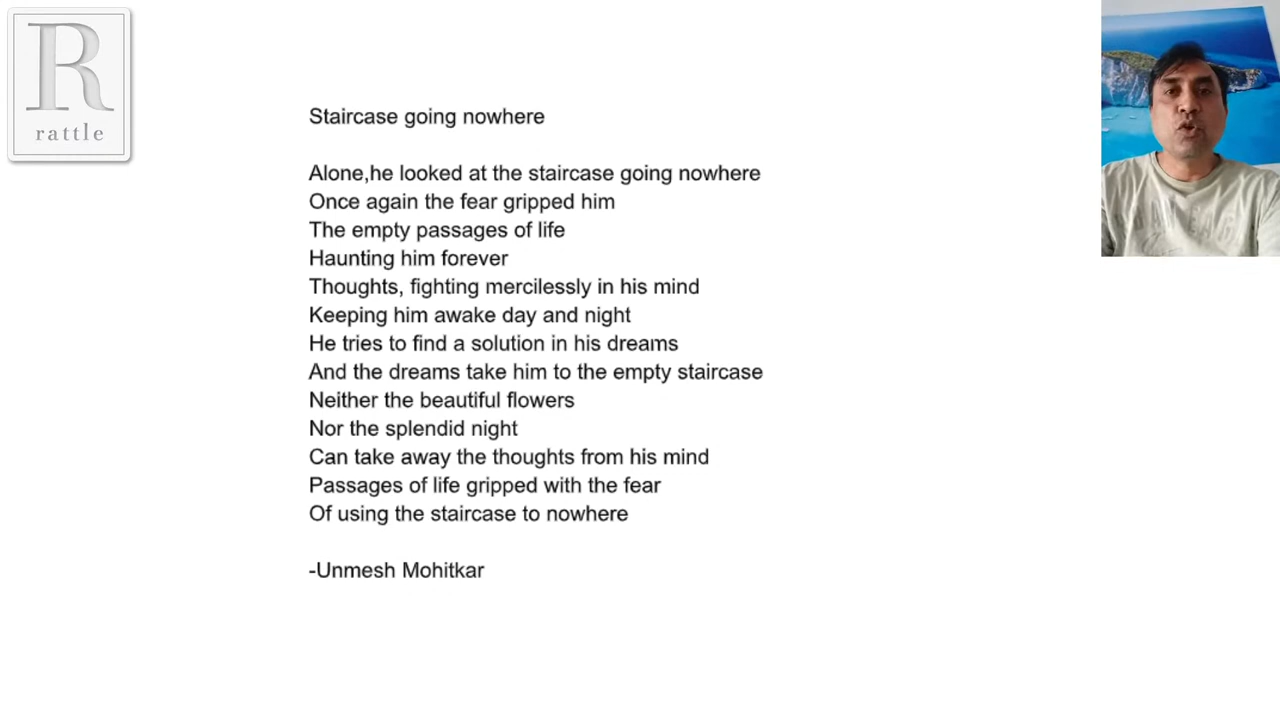 R
rattle
Staircase going nowhere
Alone,he looked at the staircase going nowhere
Once again the fear gripped him
The empty passages of life
Haunting him forever
Thoughts, fighting mercilessly in his mind
Keeping him awake day and night
He tries to find a solution in his dreams
And the dreams take him to the empty staircase
Neither the beautiful flowers
Nor the splendid night
Can take away the thoughts from his mind
Passages of life gripped with the fear
Of using the staircase to nowhere
-Unmesh Mohitkar